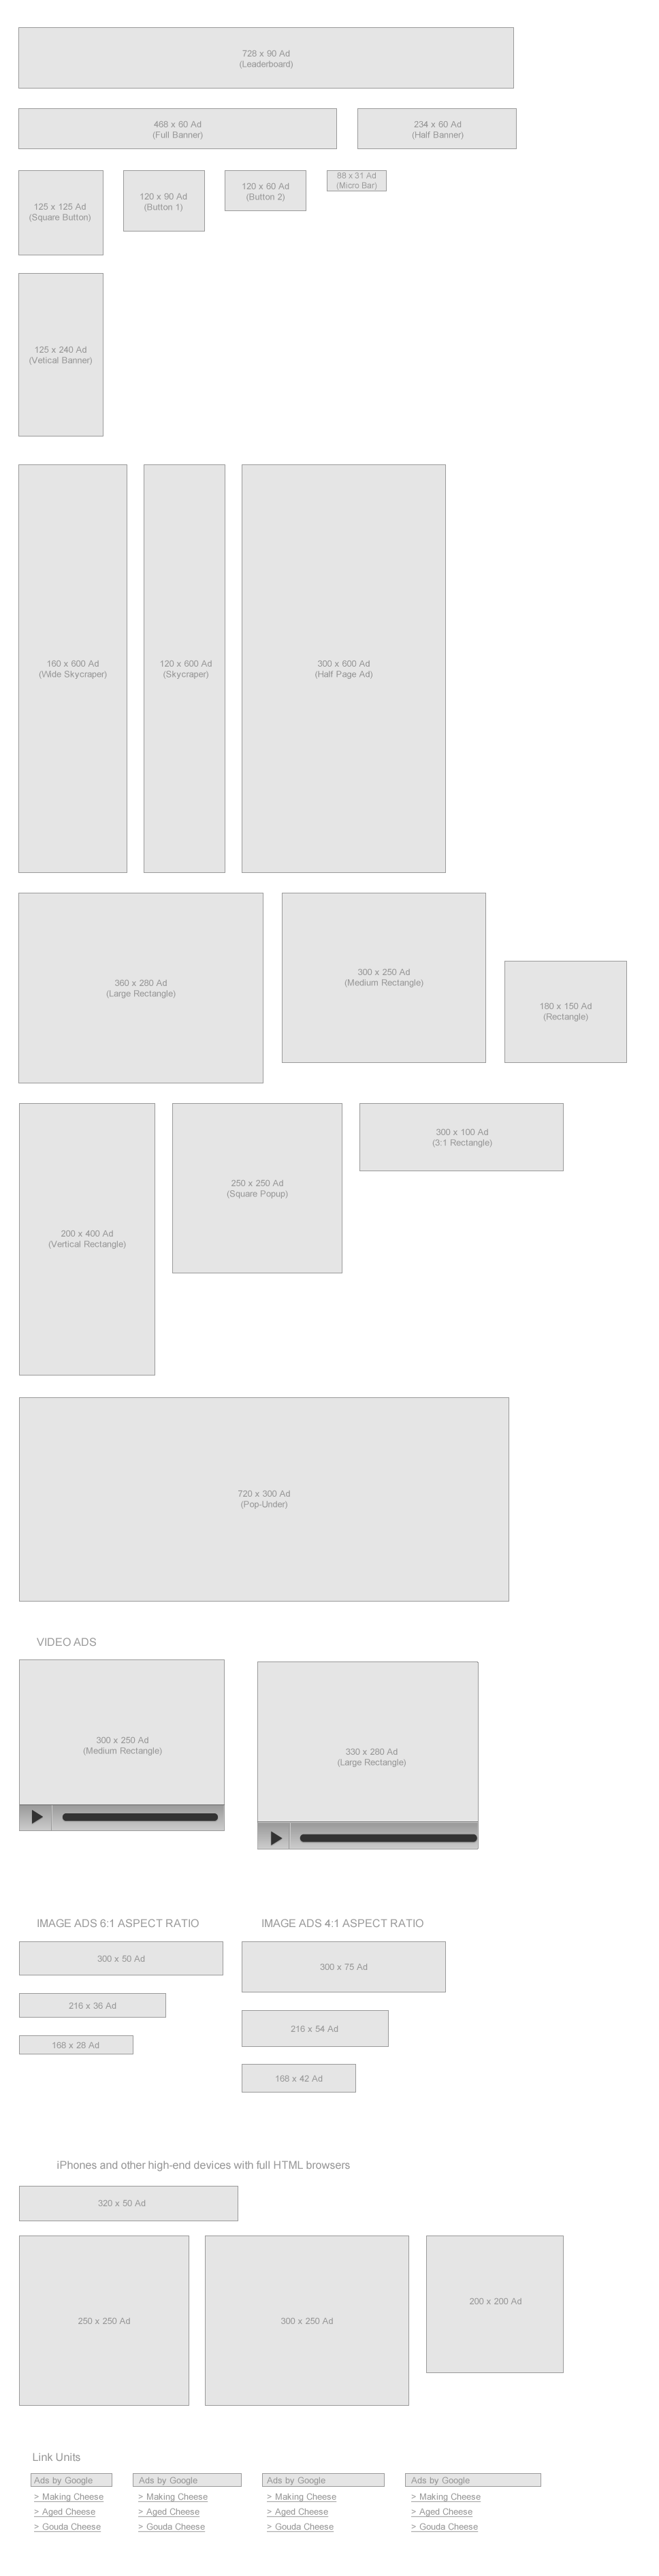 728 x 90 Ad
(Leaderboard)
468 x 60 Ad
(Full Banner)
234 x 60 Ad
(Half Banner)
125 x 125 Ad
(Square Button)
120 x 90 Ad
(Button 1)
120 x 60 Ad
(Button 2)
88 x 31 Ad
(Micro Bar)
125 x 240 Ad
(Vetical Banner)
160 x 600 Ad
(Wide Skycraper)
120 x 600 Ad
(Skycraper)
300 x 600 Ad
(Half Page Ad)
360 x 280 Ad
(Large Rectangle)
300 x 250 Ad
(Medium Rectangle)
180 x 150 Ad
(Rectangle)
200 x 400 Ad
(Vertical Rectangle)
250 x 250 Ad
(Square Popup)
300 x 100 Ad
(3:1 Rectangle)
720 x 300 Ad
(Pop-Under)
VIDEO ADS
300 x 250 Ad
(Medium Rectangle)
330 x 280 Ad
(Large Rectangle)
IMAGE ADS 6:1 ASPECT RATIO
300 x 50 Ad
216 x 36 Ad
168 x 28 Ad
IMAGE ADS 4:1 ASPECT RATIO
300 x 75 Ad
216 x 54 Ad
168 x 42 Ad
iPhones and other high-end devices with full HTML browsers
320 x 50 Ad
250 x 250 Ad
300 x 250 Ad
200 x 200 Ad
Link Units
Ads by Google
> Making Cheese
> Aged Cheese
> Gouda Cheese
Ads by Google
> Making Cheese
> Aged Cheese
> Gouda Cheese
Ads by Google
> Making Cheese
> Aged Cheese
> Gouda Cheese
Ads by Google
> Making Cheese
> Aged Cheese
> Gouda Cheese